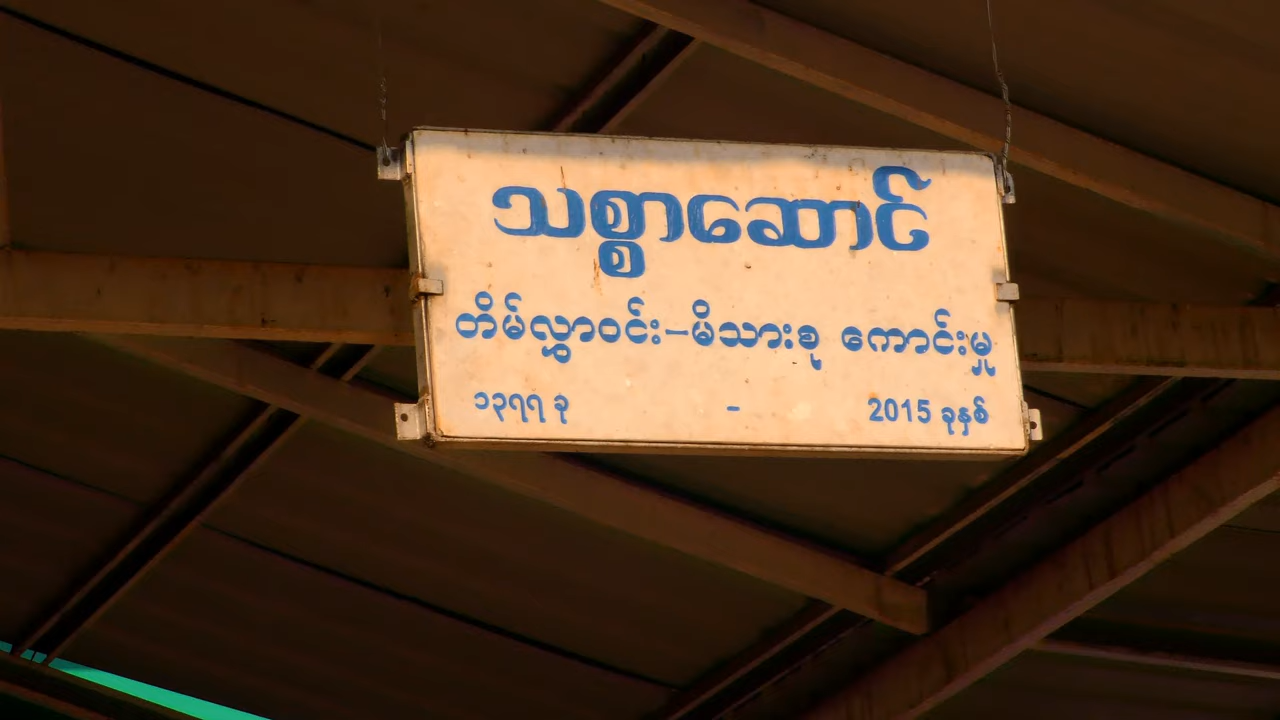 သစ္စာဆောင်
တိမ်လွှာဝင်း-မိသားစု ကောင်းမှု
၁၃၇၇ ခု - 2015 ခုနှစ်